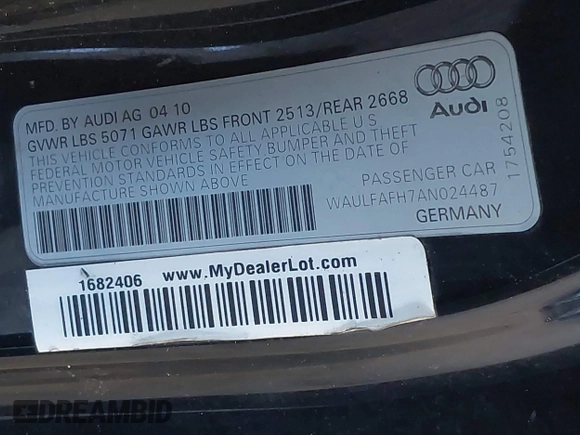 MFD. BY AUDI AG 04 10
GVWR LBS 5071 GAWR LBS FRONT 2513/REAR 2668
THIS VEHICLE CONFORMS TO ALL APPLICABLE U S
FEDERAL MOTOR VEHICLE SAFETY BUMPER AND THEFT
PREVENTION STANDARDS IN EFFECT ON THE DATE OF
MANUFACTURE SHOWN ABOVE
Audi
1754208
PASSENGER CAR
WAULFAFH7AN024487
GERMANY
1682406 www.MyDealerLot.com
DREAMBID